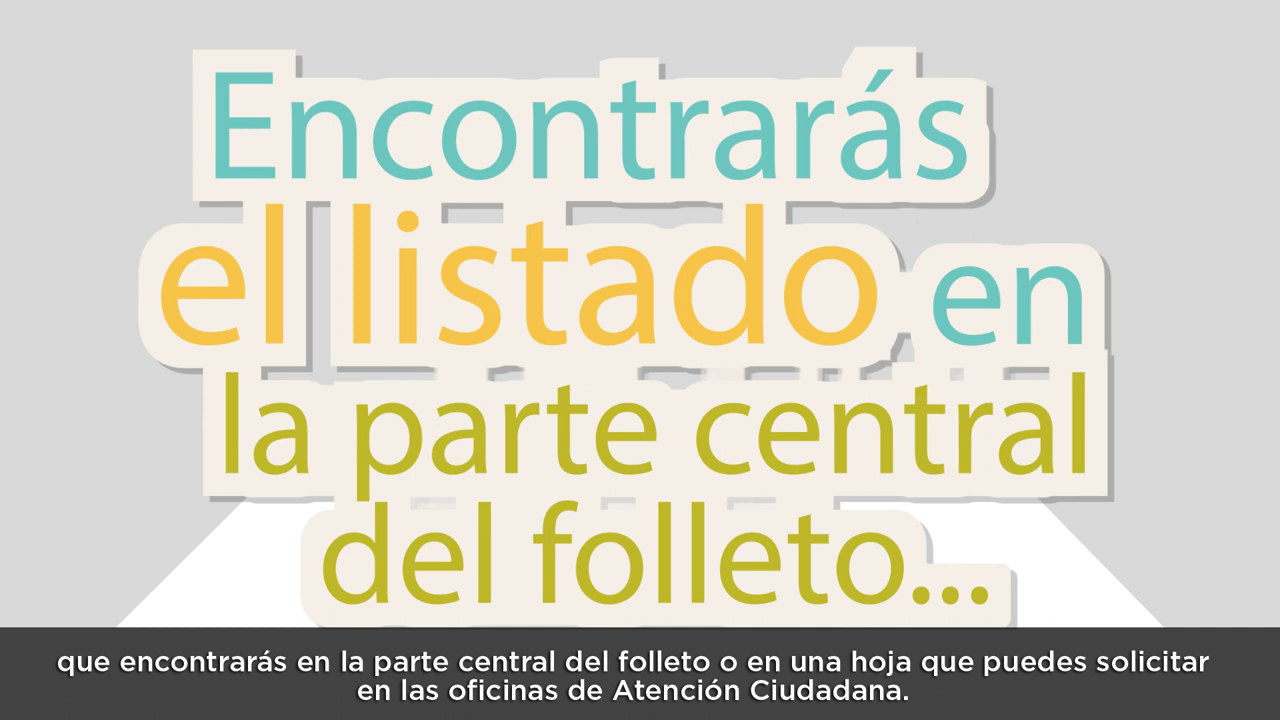 Encontrarás
el listado en
la parte central
del folleto...
que encontrarás en la parte central del folleto o en una hoja que puedes solicitar
en las oficinas de Atención Ciudadana.